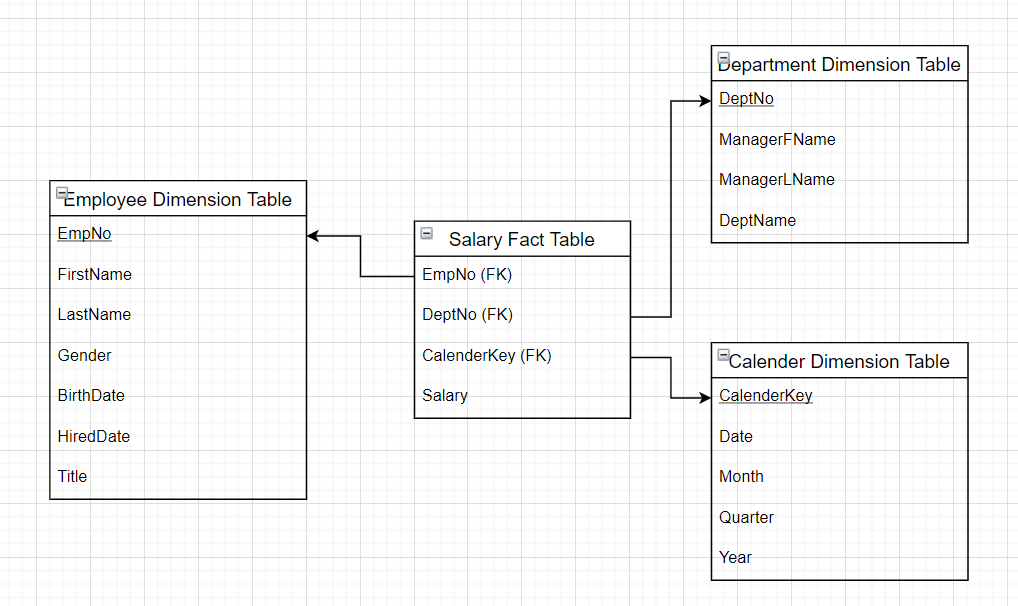 Department Dimension Table
DeptNo
ManagerFName
ManagerLName
DeptName
Employee Dimension Table
EmpNo
FirstName
LastName
Gender
BirthDate
HiredDate
Title
Salary Fact Table
EmpNo (FK)
DeptNo (FK)
CalenderKey (FK)
Salary
Calender Dimension Table
CalenderKey
Date
Month
Quarter
Year